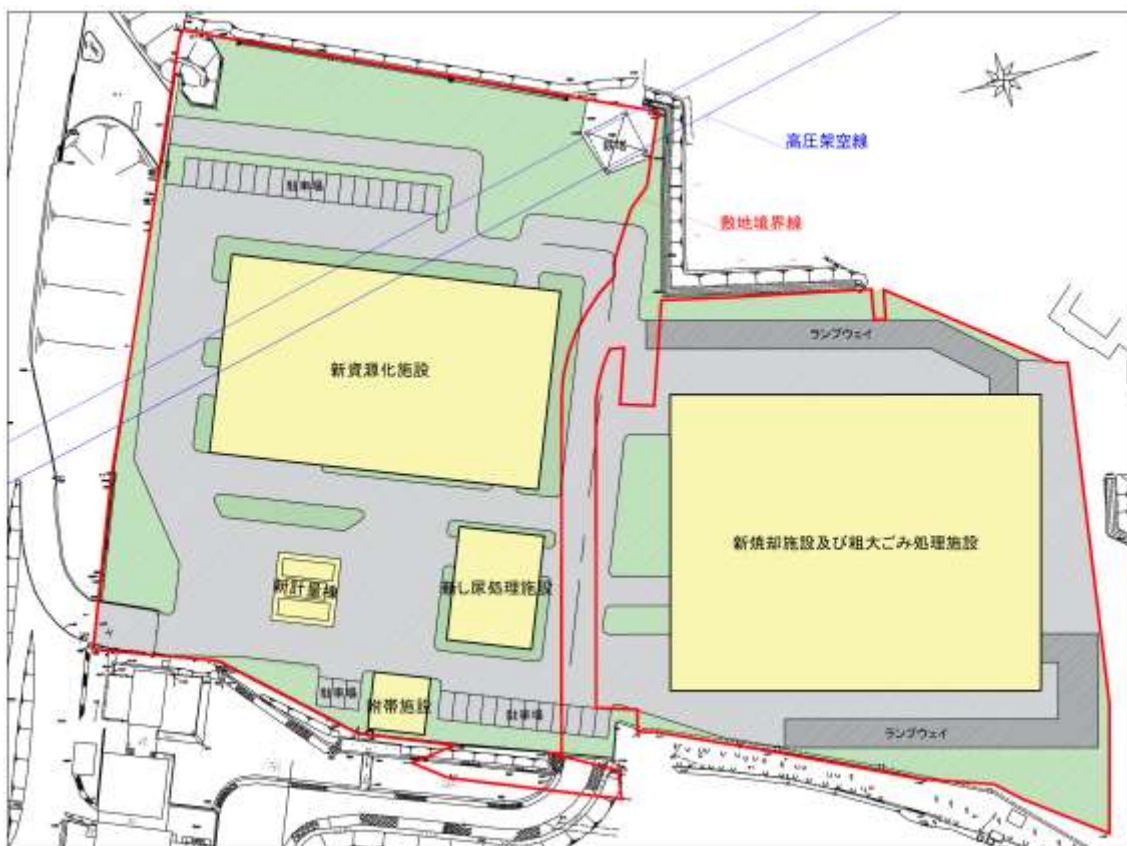 高圧架空線
鉄塔
駐車場
敷地境界線
ランプウェイ
新資源化施設
新焼却施設及び粗大ごみ処理施設
新計量棟
新し尿処理施設
駐車場
附帯施設
駐車場
ランプウェイ